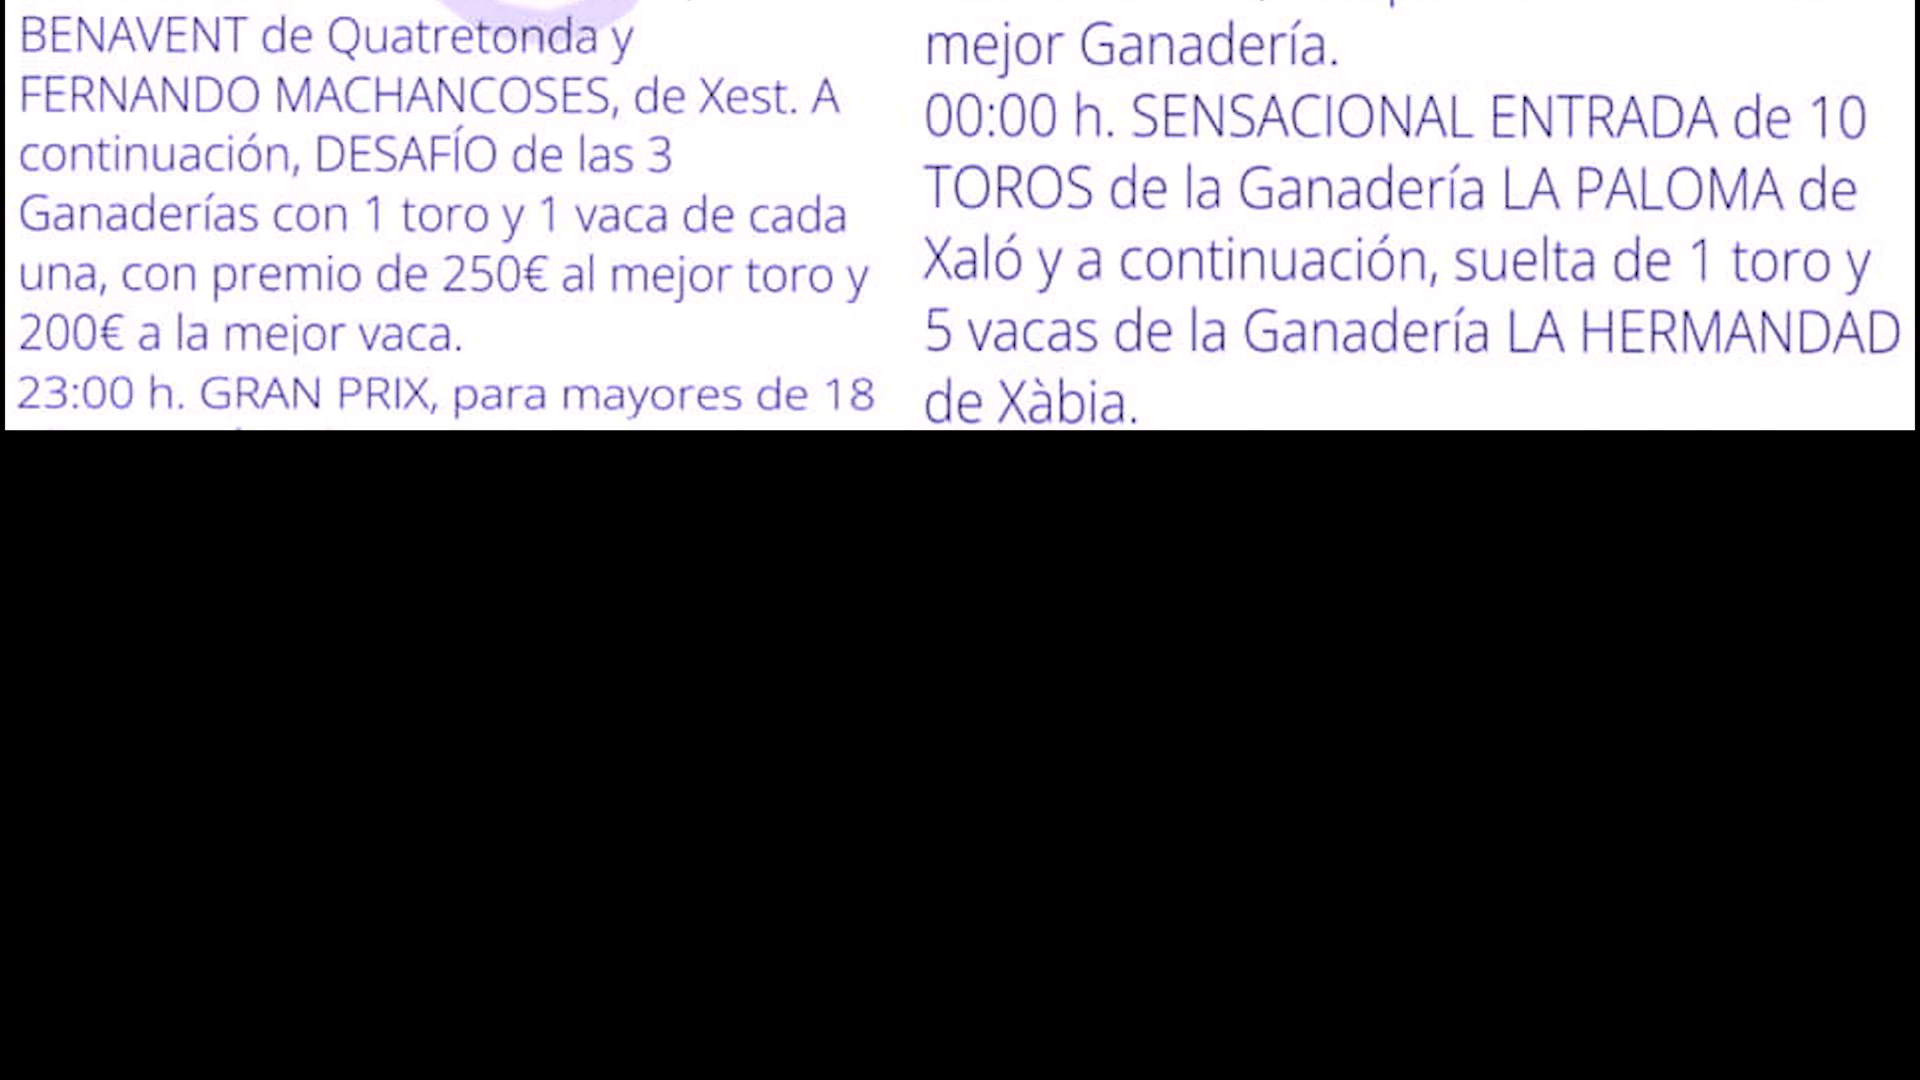 BENAVENT de Quatretonda y
FERNANDO MACHANCOSES, de Xest. A
continuación, DESAFÍO de las 3
Ganaderías con 1 toro y 1 vaca de cada
una, con premio de 250€ al mejor toro y
200€ a la mejor vaca.
23:00 h. GRAN PRIX, para mayores de 18
mejor Ganadería.
00:00 h. SENSACIONAL ENTRADA de 10
TOROS de la Ganadería LA PALOMA de
Xaló y a continuación, suelta de 1 toro y
5 vacas de la Ganadería LA HERMANDAD
de Xàbia.